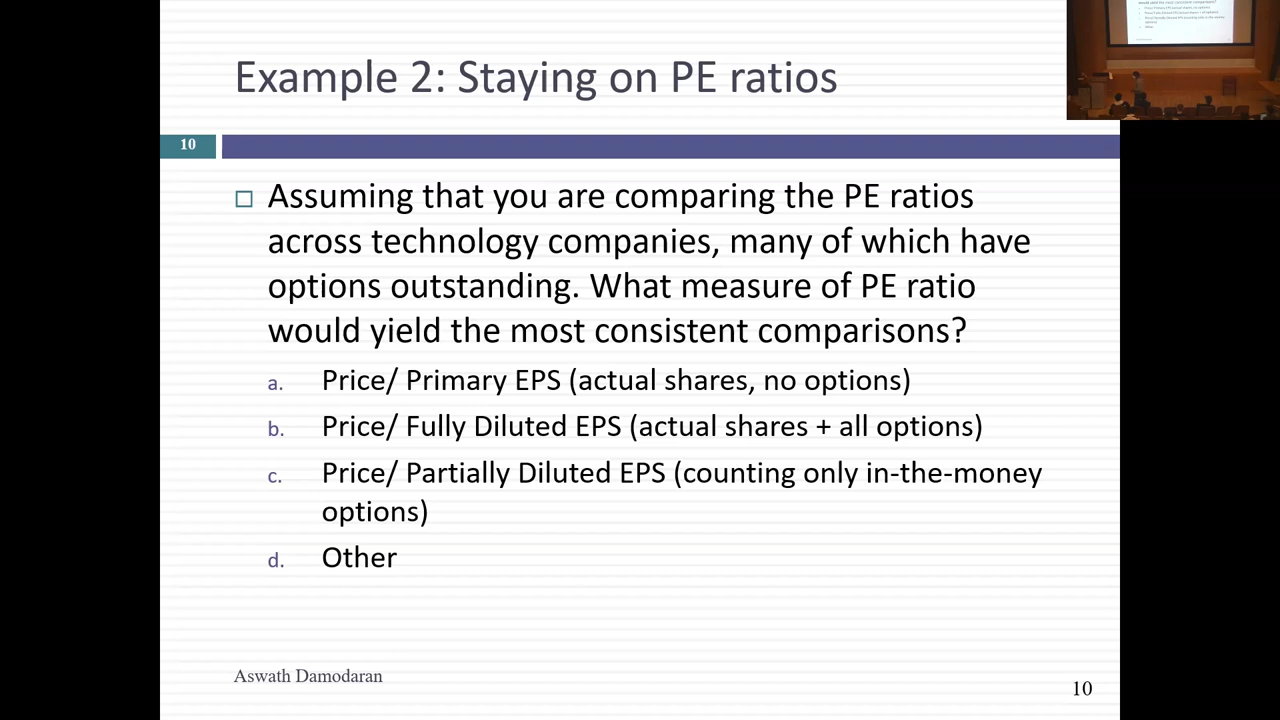 Example 2: Staying on PE ratios
10
Assuming that you are comparing the PE ratios
across technology companies, many of which have
options outstanding. What measure of PE ratio
would yield the most consistent comparisons?
a. Price/ Primary EPS (actual shares, no options)
b. Price/ Fully Diluted EPS (actual shares + all options)
c. Price/ Partially Diluted EPS (counting only in-the-money
options)
d. Other
Aswath Damodaran
10